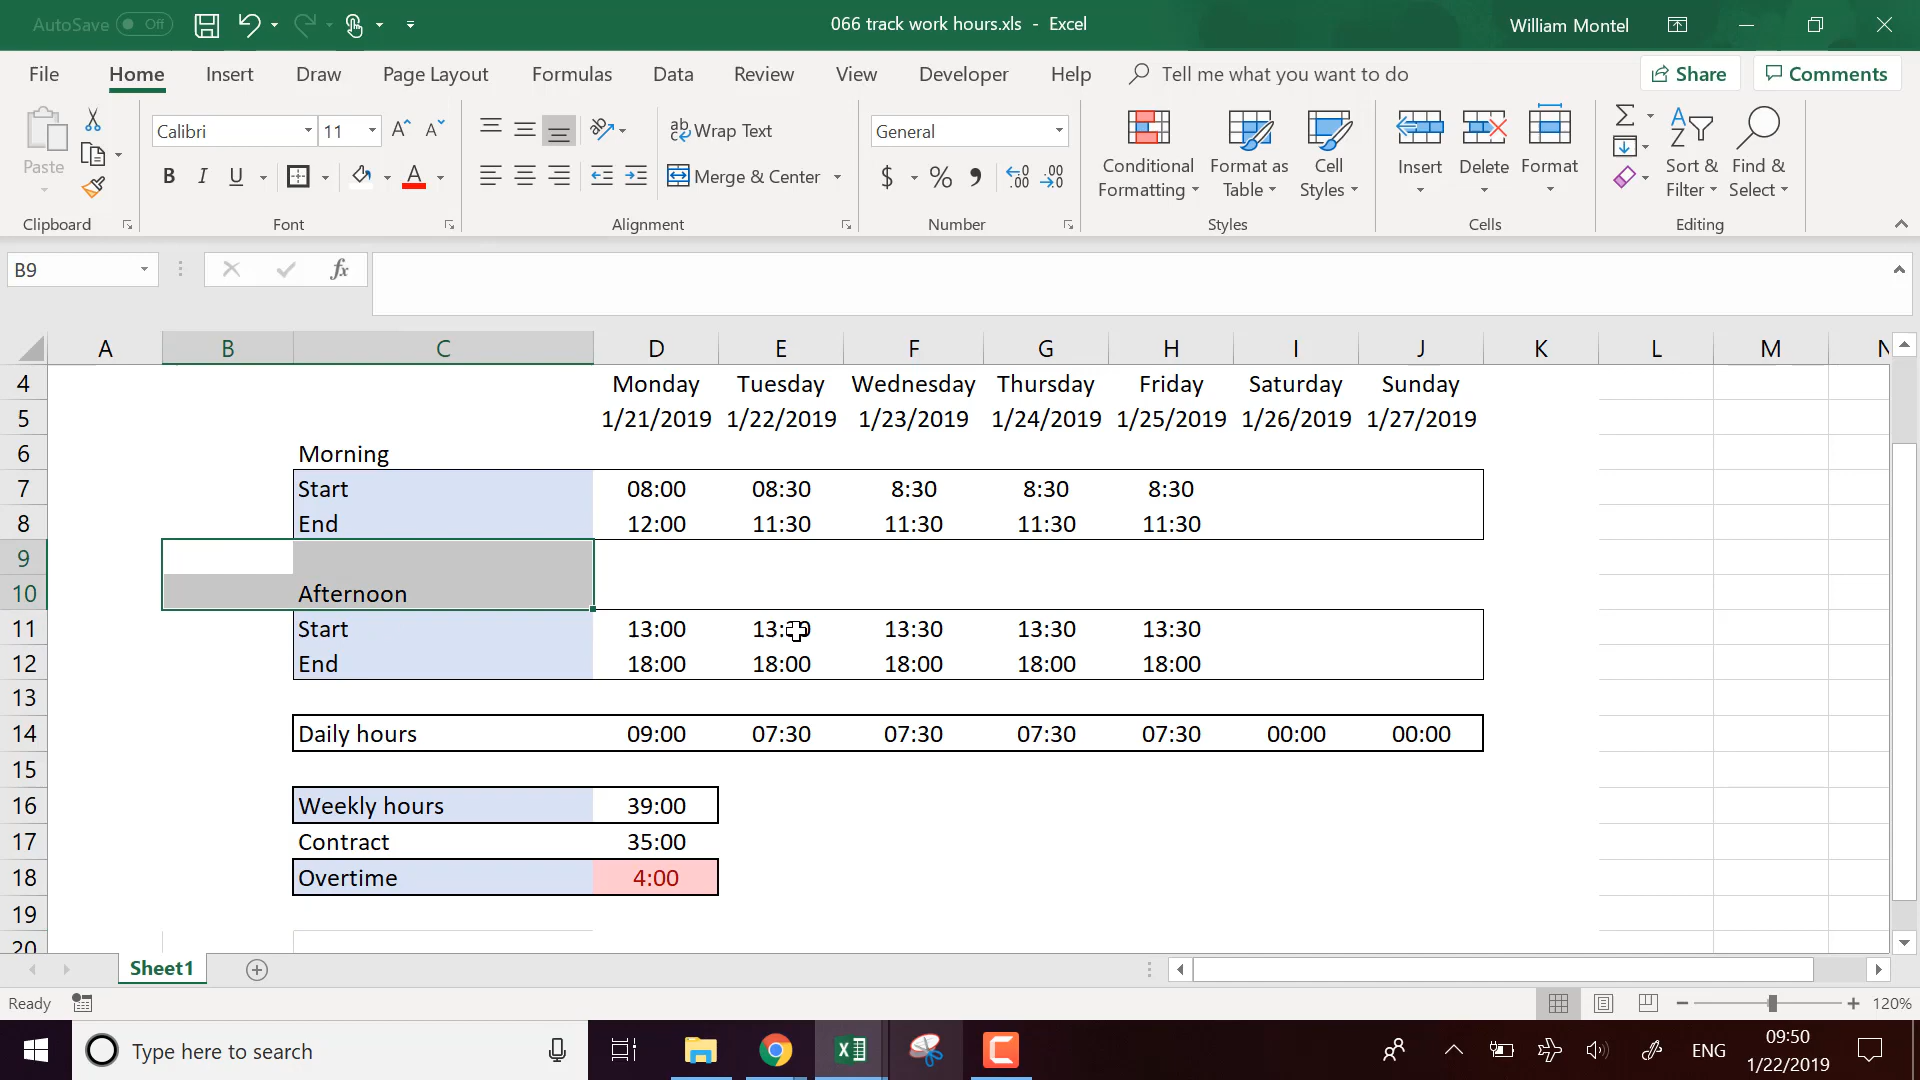 AutoSave Off 066 track work hours.xls - Excel William Montel
File Home Insert Draw Page Layout Formulas Data Review View Developer Help Tell me what you want to do Share Comments
Paste
Clipboard
Calibri 11
B I U
Font
Wrap Text
Merge & Center
Alignment
General
$ % ,
Number
Conditional Formatting
Format as Table
Cell Styles
Styles
Insert
Delete
Format
Cells
Sort & Filter
Find & Select
Editing
B9 fx
A B C D E F G H I J K L M N
4 Monday Tuesday Wednesday Thursday Friday Saturday Sunday
5 1/21/2019 1/22/2019 1/23/2019 1/24/2019 1/25/2019 1/26/2019 1/27/2019
6 Morning
7 Start 08:00 08:30 8:30 8:30 8:30
8 End 12:00 11:30 11:30 11:30 11:30
9
10 Afternoon
11 Start 13:00 13:30 13:30 13:30 13:30
12 End 18:00 18:00 18:00 18:00 18:00
13
14 Daily hours 09:00 07:30 07:30 07:30 07:30 00:00 00:00
15
16 Weekly hours 39:00
17 Contract 35:00
18 Overtime 4:00
19
20
Sheet1
Ready 120%
Type here to search ENG 09:50
1/22/2019